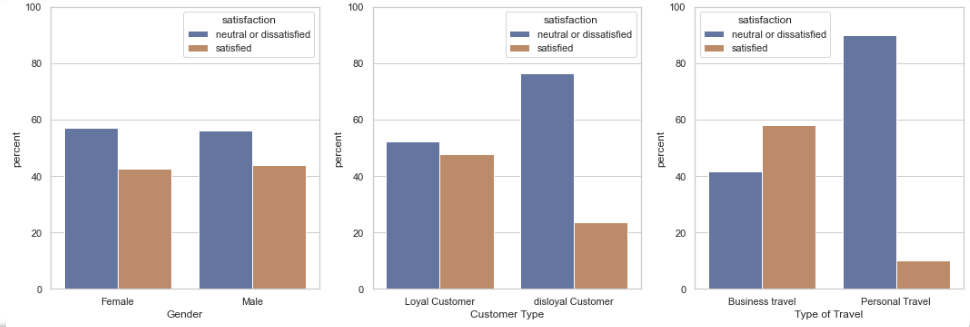 100
80
60
40
20
0
percent
satisfaction
neutral or dissatisfied
satisfied
Female Male
Gender
100
80
60
40
20
0
percent
satisfaction
neutral or dissatisfied
satisfied
Loyal Customer disloyal Customer
Customer Type
100
80
60
40
20
0
percent
satisfaction
neutral or dissatisfied
satisfied
Business travel Personal Travel
Type of Travel